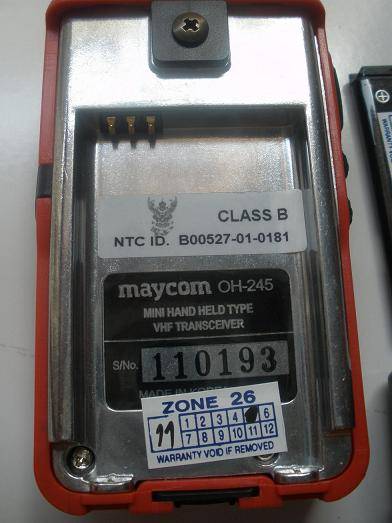 CLASS B
NTC ID. B00527-01-0181
maycom OH-245
MINI HAND HELD TYPE
VHF TRANSCEIVER
S/No. 110193
MADE IN KOREA
ZONE 26
11 1 2 3 4 6
7 8 9 10 11 12
WARRANTY VOID IF REMOVED